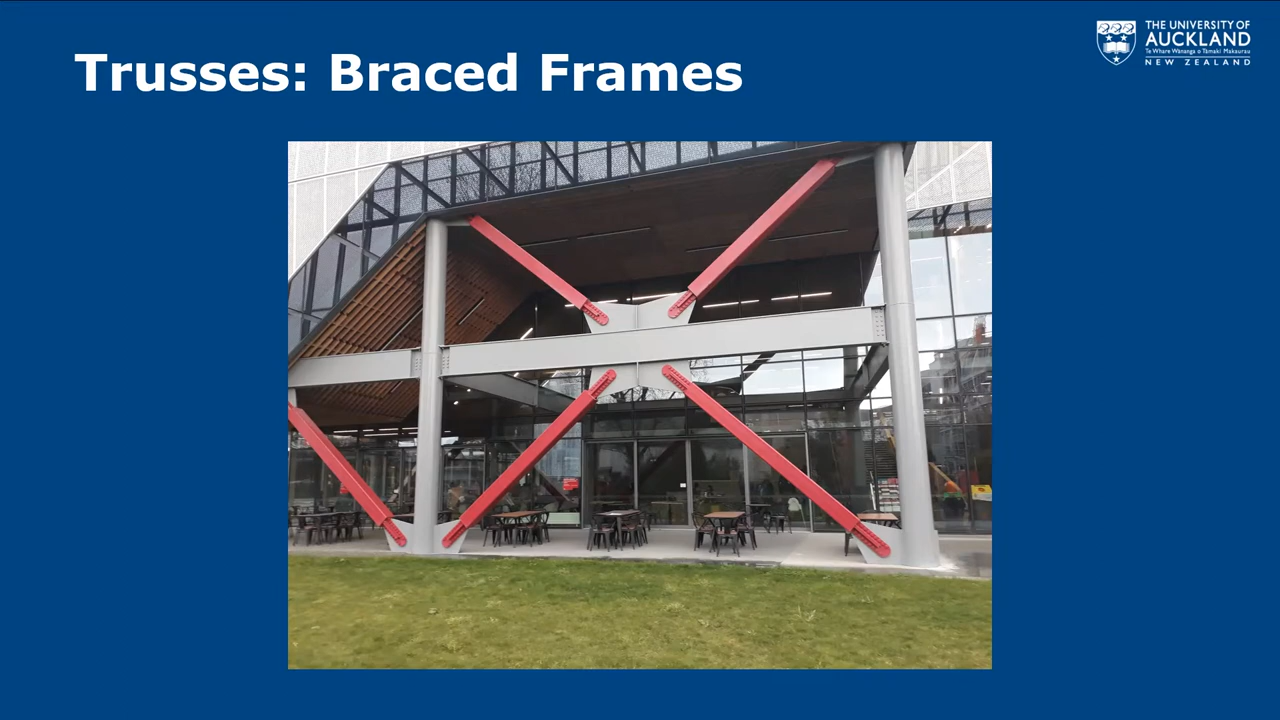 Trusses: Braced Frames
THE UNIVERSITY OF
AUCKLAND
Te Whare Wānanga o Tāmaki Makaurau
NEW ZEALAND